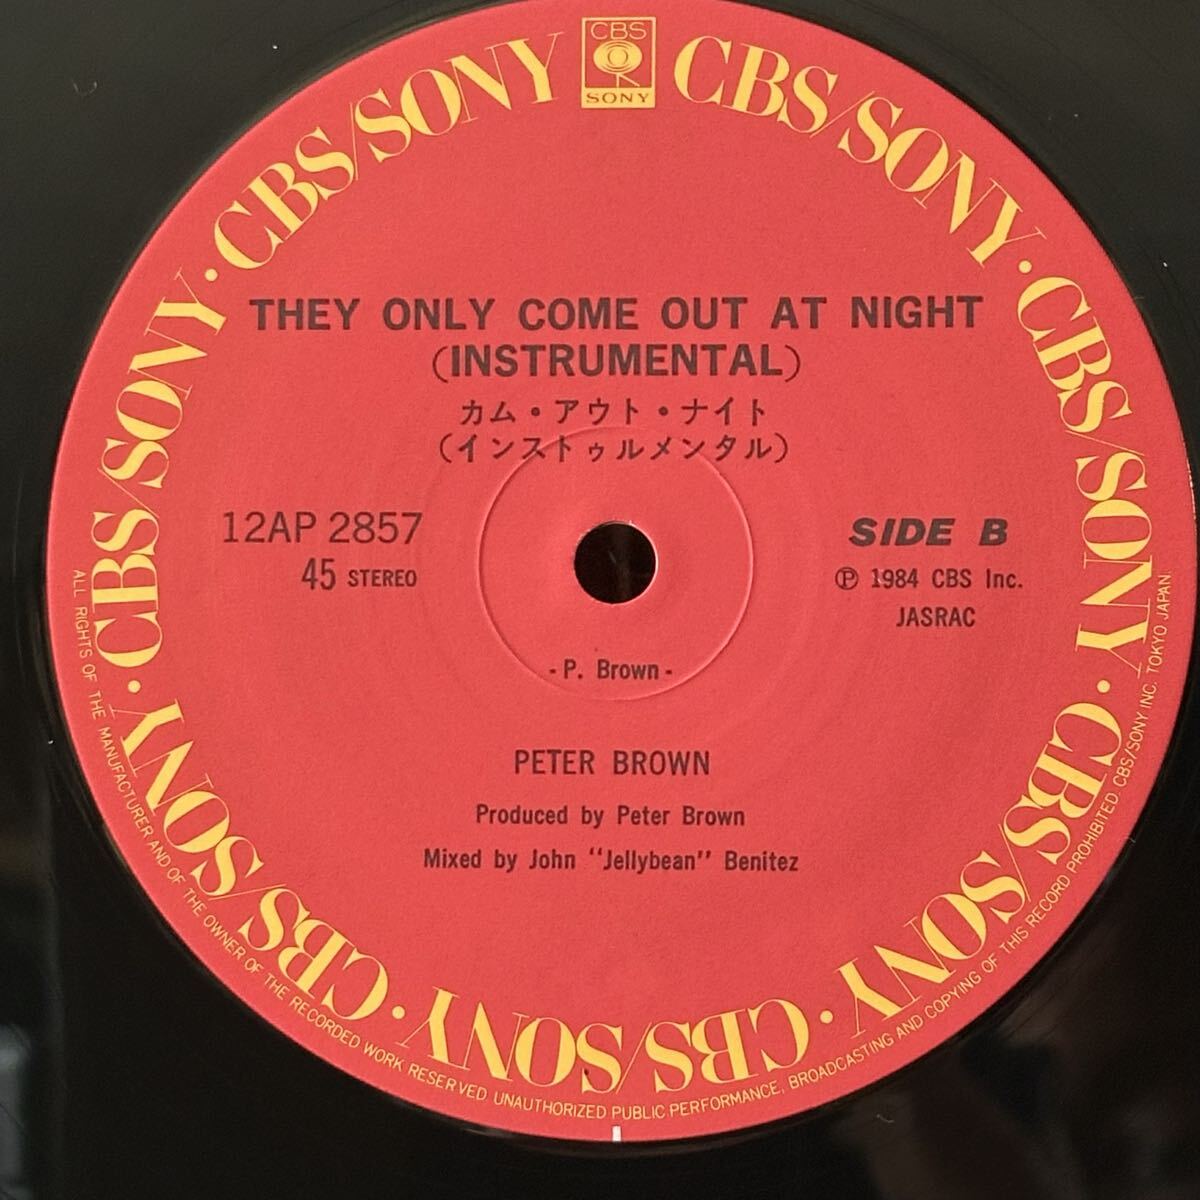 CBS
SONY
CBS/SONY · CBS/SONY · CBS/SONY · CBS/SONY · CBS/SONY · CBS/SONY · CBS/SONY · CBS/SONY · CBS/SONY
THEY ONLY COME OUT AT NIGHT
(INSTRUMENTAL)
カム・アウト・ナイト
(インストゥルメンタル)
12AP 2857
45 STEREO
SIDE B
Ⓟ 1984 CBS Inc.
JASRAC
- P. Brown -
PETER BROWN
Produced by Peter Brown
Mixed by John "Jellybean" Benitez
ALL RIGHTS OF THE MANUFACTURER AND OF THE OWNER OF THE RECORDED WORK RESERVED UNAUTHORIZED PUBLIC PERFORMANCE, BROADCASTING AND COPYING OF THIS RECORD PROHIBITED. CBS/SONY INC. TOKYO JAPAN.